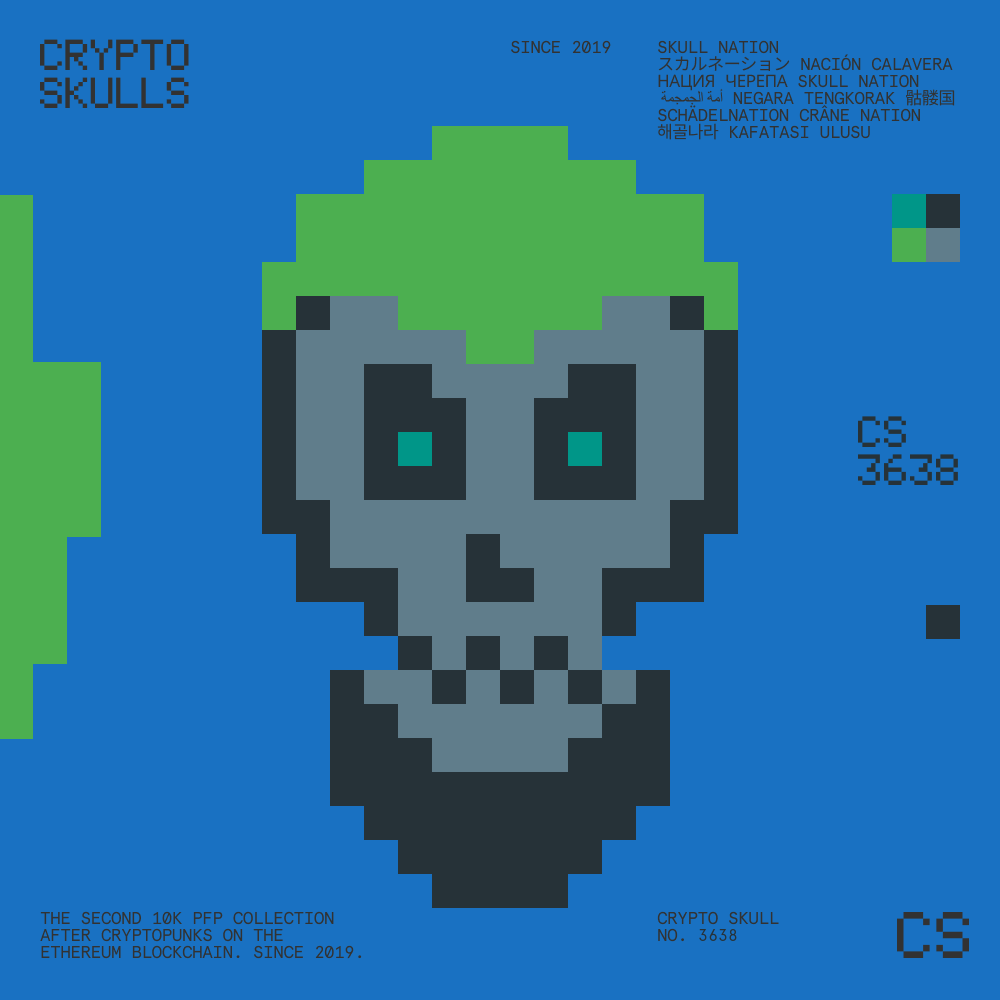 CRYPTO
SKULLS
SINCE 2019
SKULL NATION
スカルネーション NACIÓN CALAVERA
НАЦИЯ ЧЕРЕПА SKULL NATION
أمة الجمجمة NEGARA TENGKORAK 骷髅国
SCHÄDELNATION CRÂNE NATION
해골나라 KAFATASI ULUSU
CS
3638
THE SECOND 10K PFP COLLECTION
AFTER CRYPTOPUNKS ON THE
ETHEREUM BLOCKCHAIN. SINCE 2019.
CRYPTO SKULL
NO. 3638
CS